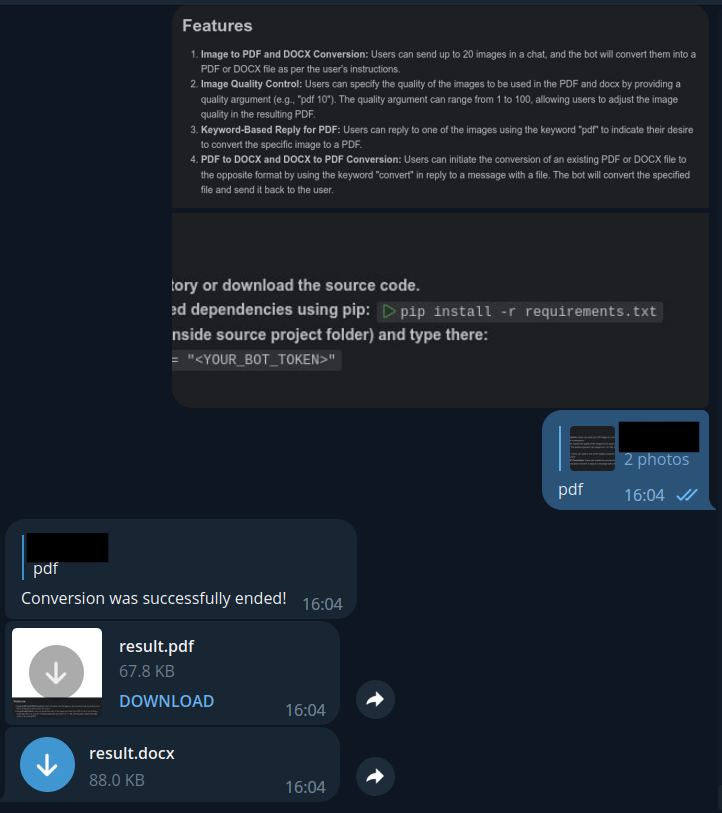 Features
1. Image to PDF and DOCX Conversion: Users can send up to 20 images in a chat, and the bot will convert them into a
PDF or DOCX file as per the user's instructions.
2. Image Quality Control: Users can specify the quality of the images to be used in the PDF and docx by providing a
quality argument (e.g., "pdf 10"). The quality argument can range from 1 to 100, allowing users to adjust the image
quality in the resulting PDF.
3. Keyword-Based Reply for PDF: Users can reply to one of the images using the keyword "pdf" to indicate their desire
to convert the specific image to a PDF.
4. PDF to DOCX and DOCX to PDF Conversion: Users can initiate the conversion of an existing PDF or DOCX file to
the opposite format by using the keyword "convert" in reply to a message with a file. The bot will convert the specified
file and send it back to the user.
tory or download the source code.
ed dependencies using pip: pip install -r requirements.txt
nside source project folder) and type there:
= "<YOUR_BOT_TOKEN>"
2 photos
pdf 16:04
pdf
Conversion was successfully ended! 16:04
result.pdf
67.8 KB
DOWNLOAD
16:04
result.docx
88.0 KB
16:04